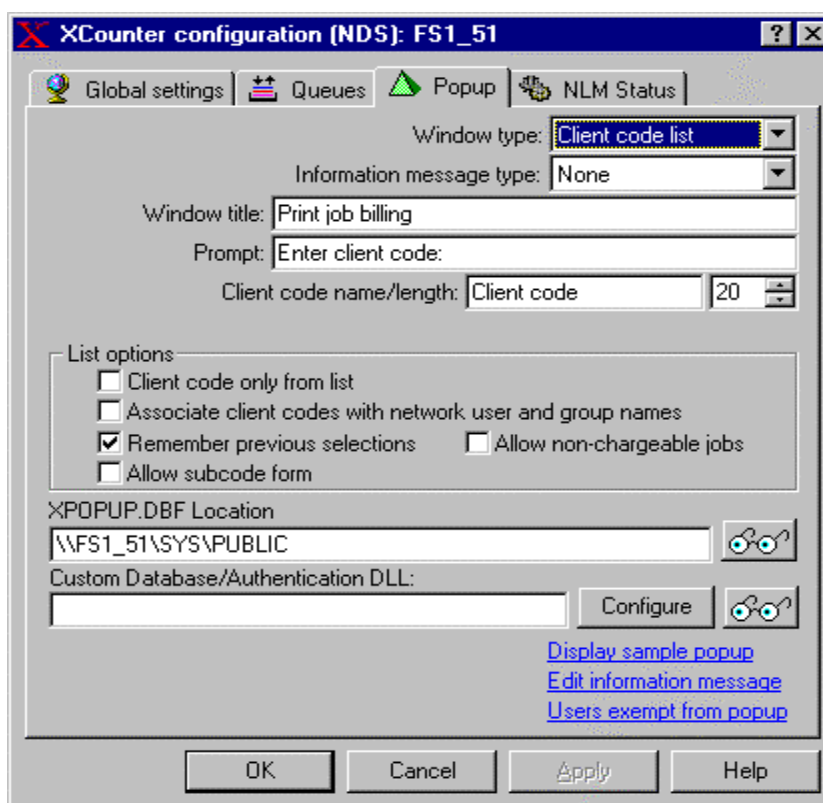 XCounter configuration (NDS): FS1_51
Global settings Queues Popup NLM Status
Window type: Client code list
Information message type: None
Window title: Print job billing
Prompt: Enter client code:
Client code name/length: Client code 20
List options
Client code only from list
Associate client codes with network user and group names
Remember previous selections Allow non-chargeable jobs
Allow subcode form
XPOPUP.DBF Location
\\FS1_51\SYS\PUBLIC
Custom Database/Authentication DLL:
Configure
Display sample popup
Edit information message
Users exempt from popup
OK Cancel Apply Help